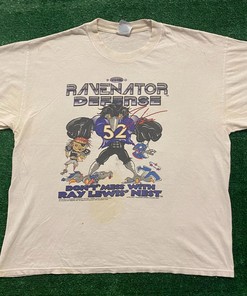 RAVENATOR
DEFENSE
52
DON'T MESS WITH
RAY LEWIS' NEST